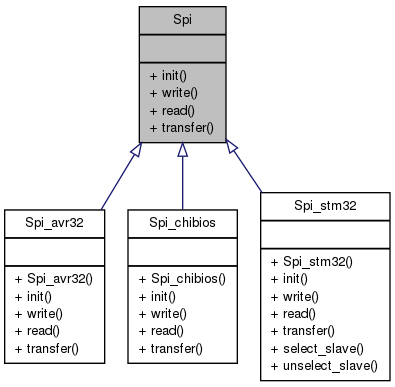 Spi
+ init()
+ write()
+ read()
+ transfer()
Spi_avr32
+ Spi_avr32()
+ init()
+ write()
+ read()
+ transfer()
Spi_chibios
+ Spi_chibios()
+ init()
+ write()
+ read()
+ transfer()
Spi_stm32
+ Spi_stm32()
+ init()
+ write()
+ read()
+ transfer()
+ select_slave()
+ unselect_slave()